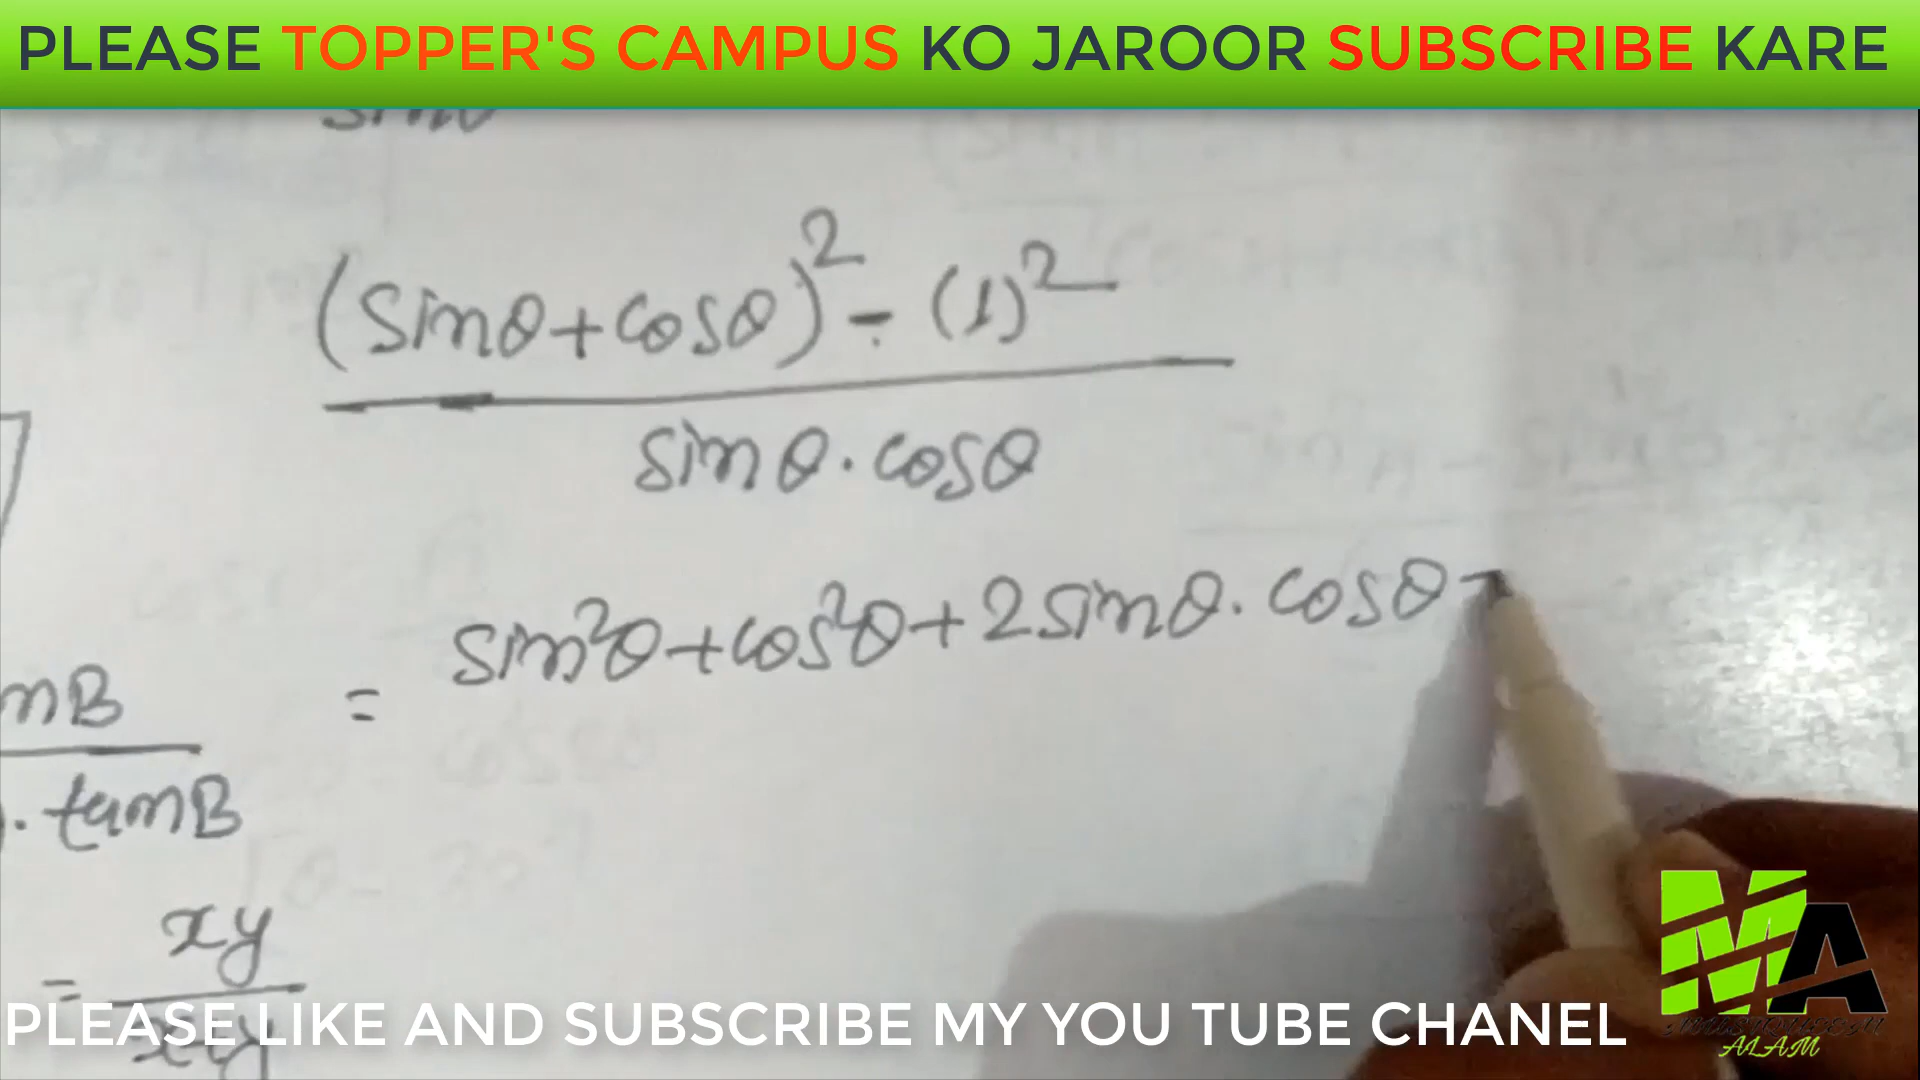 PLEASE TOPPER'S CAMPUS KO JAROOR SUBSCRIBE KARE
(sinθ+cosθ)² - (1)²
sinθ.cosθ
= sin²θ+cos²θ+2sinθ.cosθ-
. tanB
= xy
xy
PLEASE LIKE AND SUBSCRIBE MY YOU TUBE CHANEL
MA
ALAM